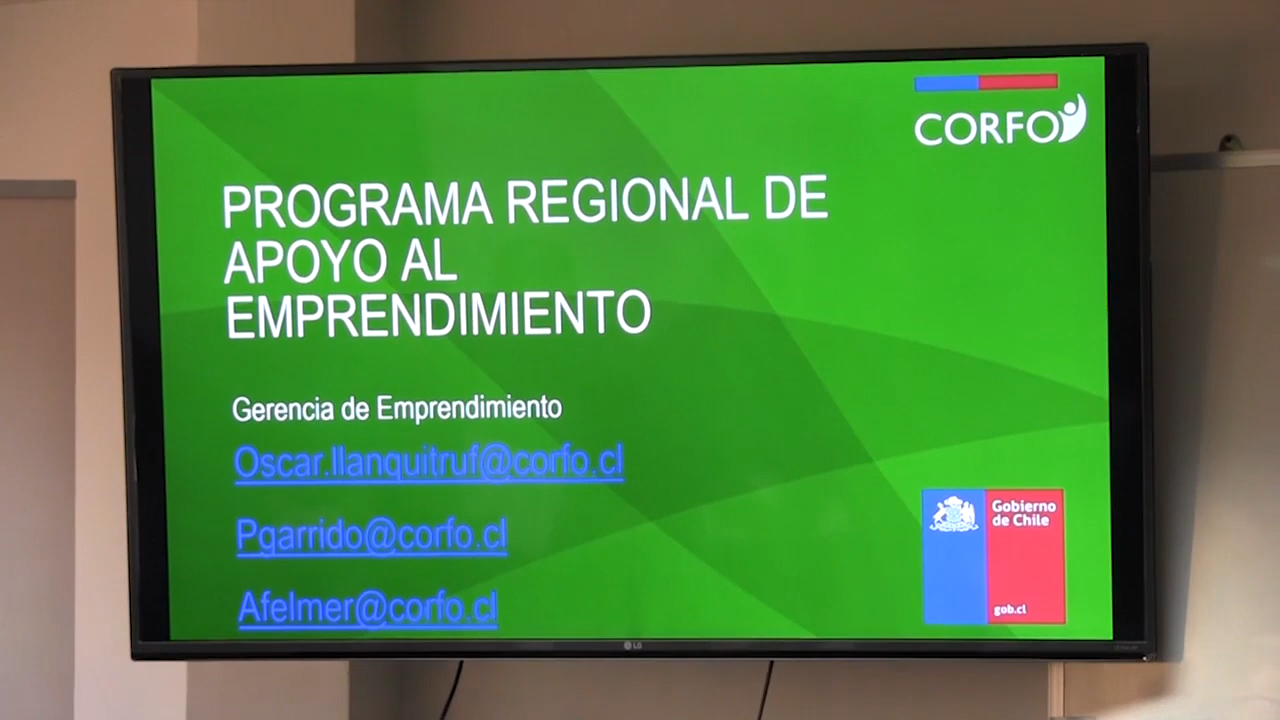 CORFO
PROGRAMA REGIONAL DE
APOYO AL
EMPRENDIMIENTO
Gerencia de Emprendimiento
Oscar.llanquitruf@corfo.cl
Pgarrido@corfo.cl
Afelmer@corfo.cl
Gobierno
de Chile
gob.cl
LG